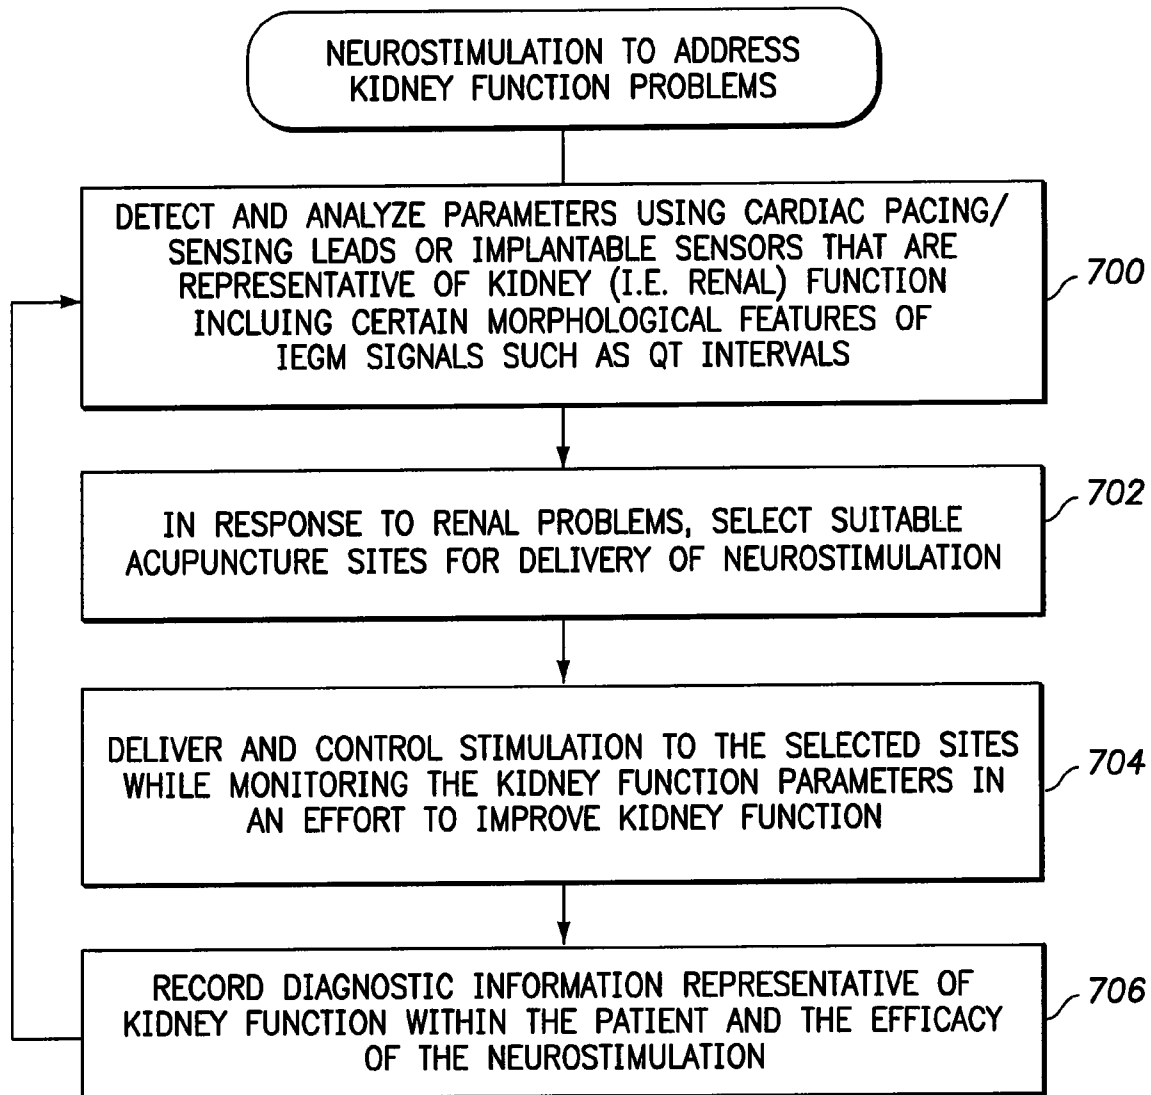 NEUROSTIMULATION TO ADDRESS
KIDNEY FUNCTION PROBLEMS
DETECT AND ANALYZE PARAMETERS USING CARDIAC PACING/
SENSING LEADS OR IMPLANTABLE SENSORS THAT ARE
REPRESENTATIVE OF KIDNEY (I.E. RENAL) FUNCTION
INCLUING CERTAIN MORPHOLOGICAL FEATURES OF
IEGM SIGNALS SUCH AS QT INTERVALS
700
IN RESPONSE TO RENAL PROBLEMS, SELECT SUITABLE
ACUPUNCTURE SITES FOR DELIVERY OF NEUROSTIMULATION
702
DELIVER AND CONTROL STIMULATION TO THE SELECTED SITES
WHILE MONITORING THE KIDNEY FUNCTION PARAMETERS IN
AN EFFORT TO IMPROVE KIDNEY FUNCTION
704
RECORD DIAGNOSTIC INFORMATION REPRESENTATIVE OF
KIDNEY FUNCTION WITHIN THE PATIENT AND THE EFFICACY
OF THE NEUROSTIMULATION
706